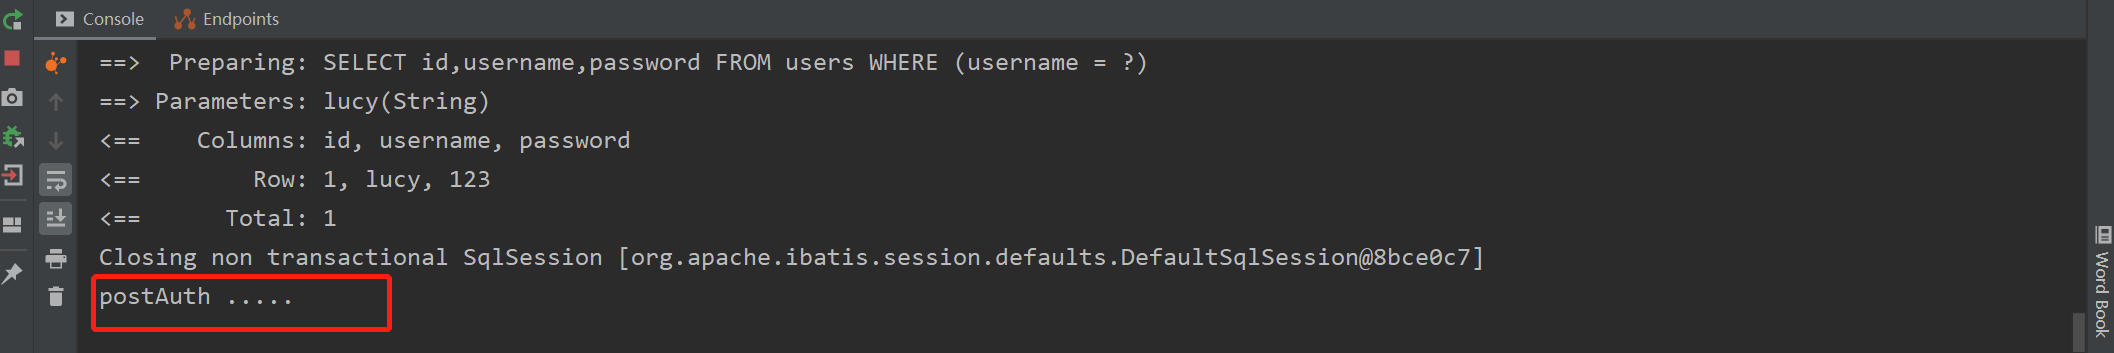 Console Endpoints
==>  Preparing: SELECT id,username,password FROM users WHERE (username = ?)
==> Parameters: lucy(String)
<==    Columns: id, username, password
<==        Row: 1, lucy, 123
<==      Total: 1
Closing non transactional SqlSession [org.apache.ibatis.session.defaults.DefaultSqlSession@8bce0c7]
postAuth .....
Word Book